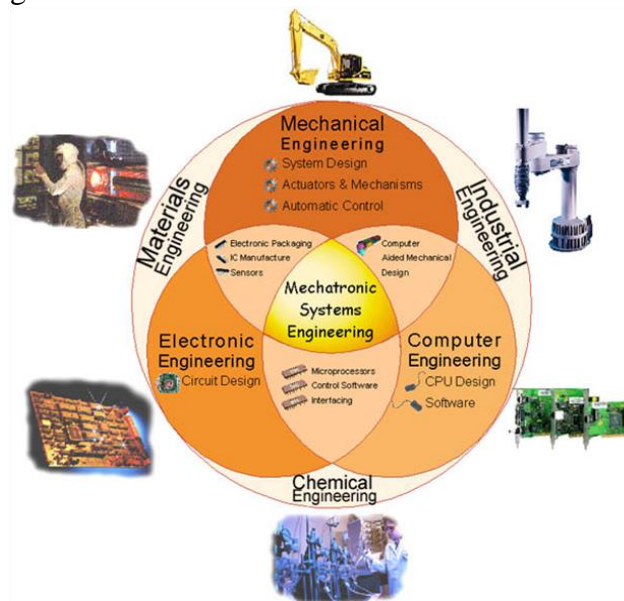 g
Mechanical
Engineering
System Design
Actuators & Mechanisms
Automatic Control
Materials
Engineering
Industrial
Engineering
Electronic Packaging
IC Manufacture
Sensors
Computer
Aided Mechanical
Design
Mechatronic
Systems
Engineering
Electronic
Engineering
Circuit Design
Microprocessors
Control Software
Interfacing
Computer
Engineering
CPU Design
Software
Chemical
Engineering